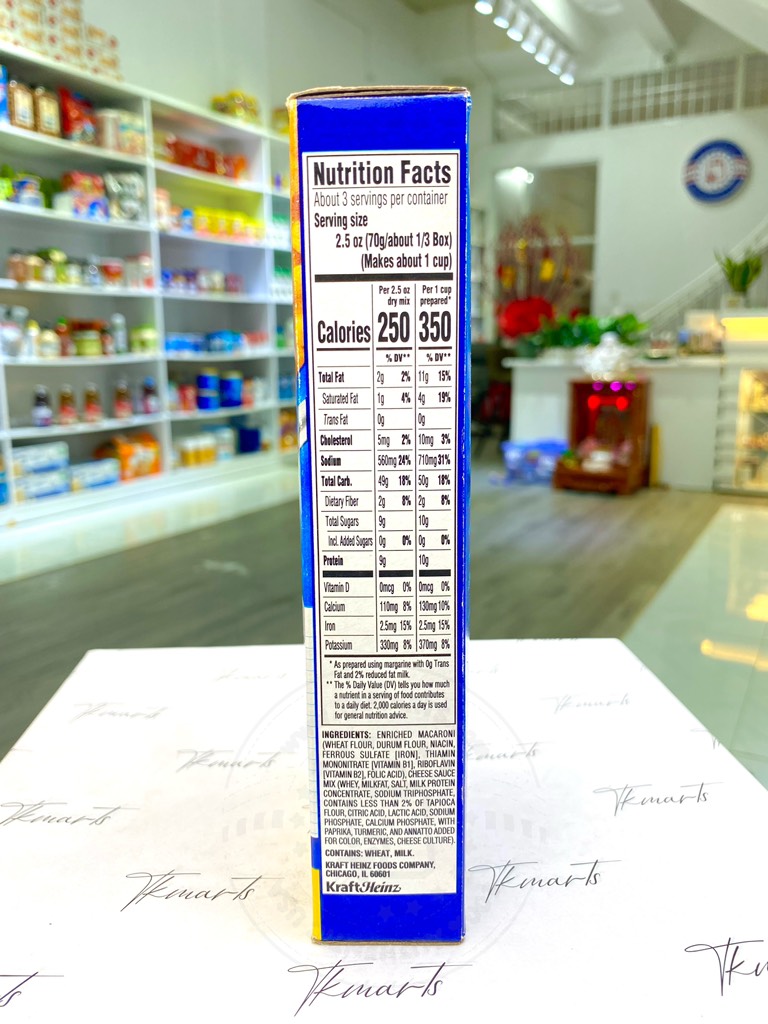 Nutrition Facts
About 3 servings per container
Serving size
2.5 oz (70g/about 1/3 Box)
(Makes about 1 cup)
Per 2.5 oz dry mix Per 1 cup prepared*
Calories 250 350
% DV** % DV**
Total Fat 2g 2% 11g 15%
Saturated Fat 1g 4% 4g 19%
Trans Fat 0g 0g
Cholesterol 5mg 2% 10mg 3%
Sodium 560mg 24% 710mg 31%
Total Carb. 49g 18% 50g 18%
Dietary Fiber 2g 8% 2g 8%
Total Sugars 9g 10g
Incl. Added Sugars 0g 0% 0g 0%
Protein 9g 10g
Vitamin D 0mcg 0% 0mcg 0%
Calcium 110mg 8% 130mg 10%
Iron 2.5mg 15% 2.5mg 15%
Potassium 330mg 8% 370mg 8%
* As prepared using margarine with 0g Trans
Fat and 2% reduced fat milk.
** The % Daily Value (DV) tells you how much
a nutrient in a serving of food contributes
to a daily diet. 2,000 calories a day is used
for general nutrition advice.
INGREDIENTS: ENRICHED MACARONI
(WHEAT FLOUR, DURUM FLOUR, NIACIN,
FERROUS SULFATE [IRON], THIAMIN
MONONITRATE [VITAMIN B1], RIBOFLAVIN
[VITAMIN B2], FOLIC ACID), CHEESE SAUCE
MIX (WHEY, MILKFAT, SALT, MILK PROTEIN
CONCENTRATE, SODIUM TRIPHOSPHATE,
CONTAINS LESS THAN 2% OF TAPIOCA
FLOUR, CITRIC ACID, LACTIC ACID, SODIUM
PHOSPHATE, CALCIUM PHOSPHATE, WITH
PAPRIKA, TURMERIC, AND ANNATTO ADDED
FOR COLOR, ENZYMES, CHEESE CULTURE).
CONTAINS: WHEAT, MILK.
KRAFT HEINZ FOODS COMPANY,
CHICAGO, IL 60601
KraftHeinz
Tkmarts
Tkmarts
Tkmarts
Tkmarts
Tkmarts
Tkmarts
Tkmarts
Tkmarts